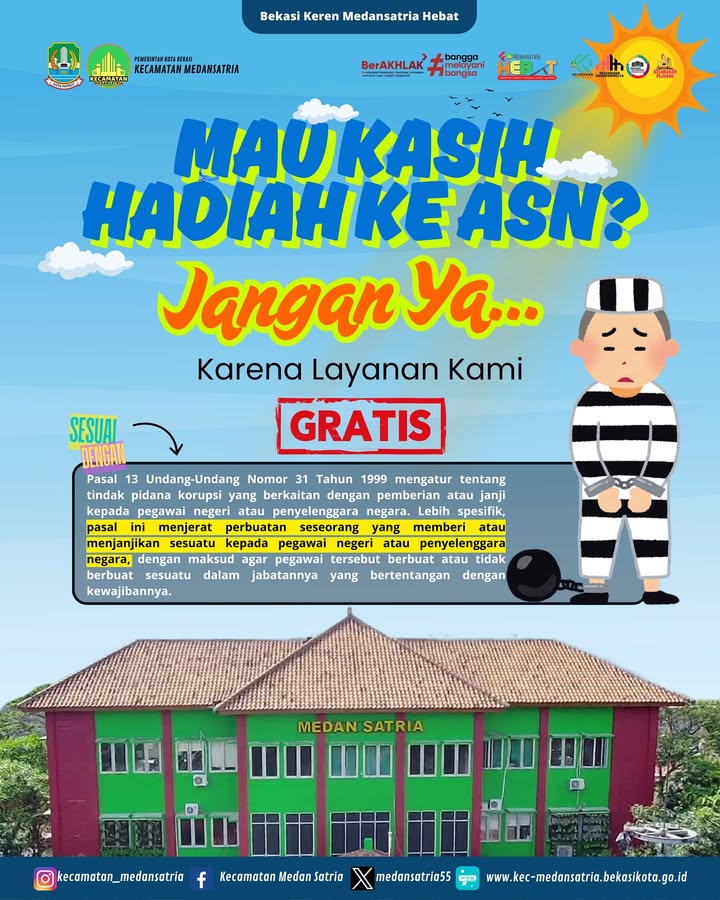 Bekasi Keren Medansatria Hebat
PEMERINTAH KOTA BEKASI
KECAMATAN MEDANSATRIA
KECAMATAN
BerAKHLAK
#bangga
melayani
bangsa
MEDANSATRIA
HEBAT
MAU KASIH
HADIAH KE ASN?
Jangan Ya...
Karena Layanan Kami
GRATIS
SESUAI
DENGAN
Pasal 13 Undang-Undang Nomor 31 Tahun 1999 mengatur tentang
tindak pidana korupsi yang berkaitan dengan pemberian atau janji
kepada pegawai negeri atau penyelenggara negara. Lebih spesifik,
pasal ini menjerat perbuatan seseorang yang memberi atau
menjanjikan sesuatu kepada pegawai negeri atau penyelenggara
negara, dengan maksud agar pegawai tersebut berbuat atau tidak
berbuat sesuatu dalam jabatannya yang bertentangan dengan
kewajibannya.
MEDAN SATRIA
kecamatan_medansatria
Kecamatan Medan Satria
medansatria55
www.kec-medansatria.bekasikota.go.id